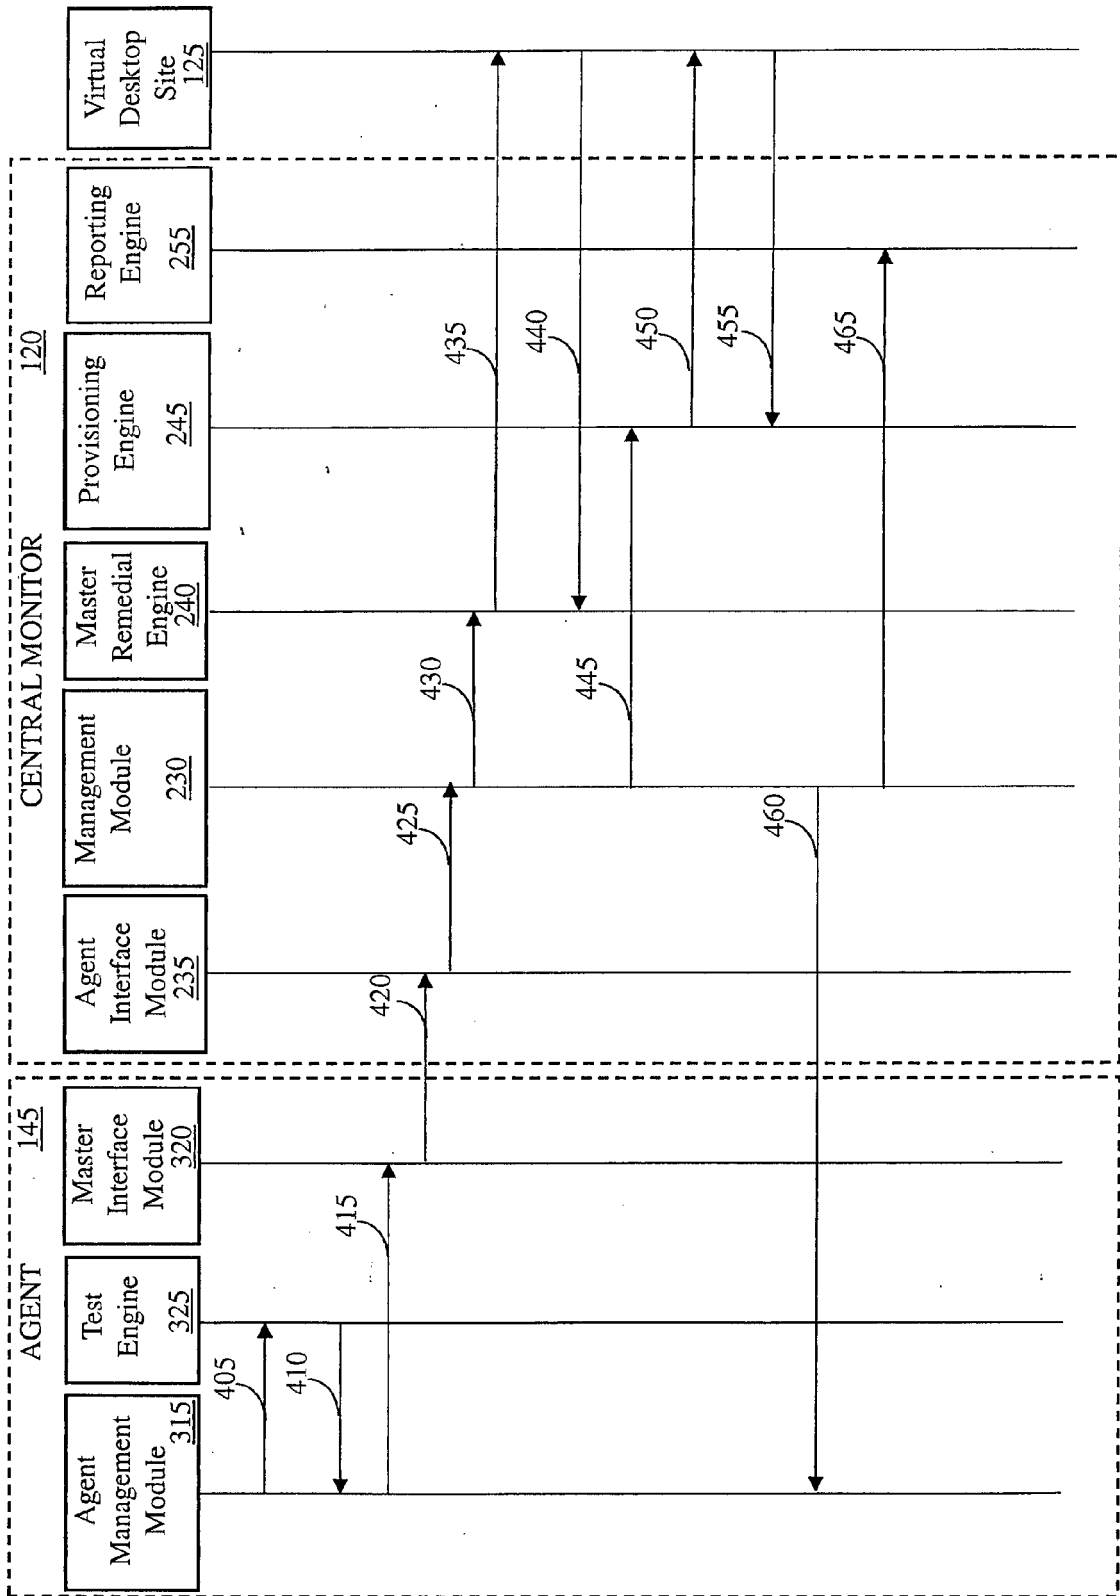 AGENT 145
Agent
Management
Module
315
Test
Engine
325
Master
Interface
Module
320
CENTRAL MONITOR 120
Agent
Interface
Module
235
Management
Module
230
Master
Remedial
Engine
240
Provisioning
Engine
245
Reporting
Engine
255
Virtual
Desktop
Site
125
405
410
415
420
425
430
435
440
445
450
455
460
465